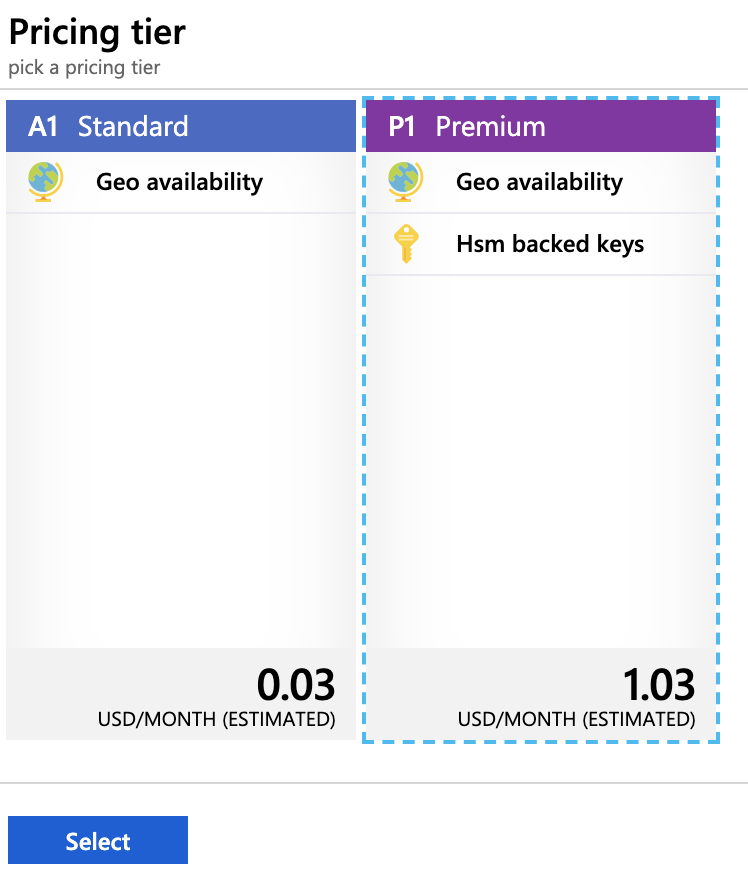 Pricing tier
pick a pricing tier
A1 Standard
Geo availability
0.03
USD/MONTH (ESTIMATED)
P1 Premium
Geo availability
Hsm backed keys
1.03
USD/MONTH (ESTIMATED)
Select